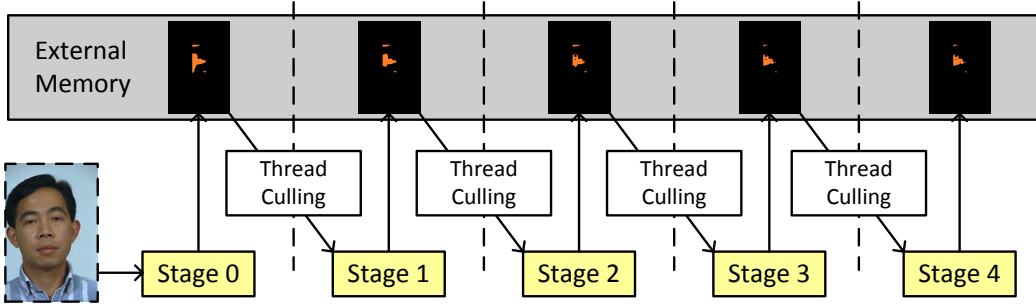 External
Memory
Thread
Culling
Thread
Culling
Thread
Culling
Thread
Culling
Stage 0
Stage 1
Stage 2
Stage 3
Stage 4